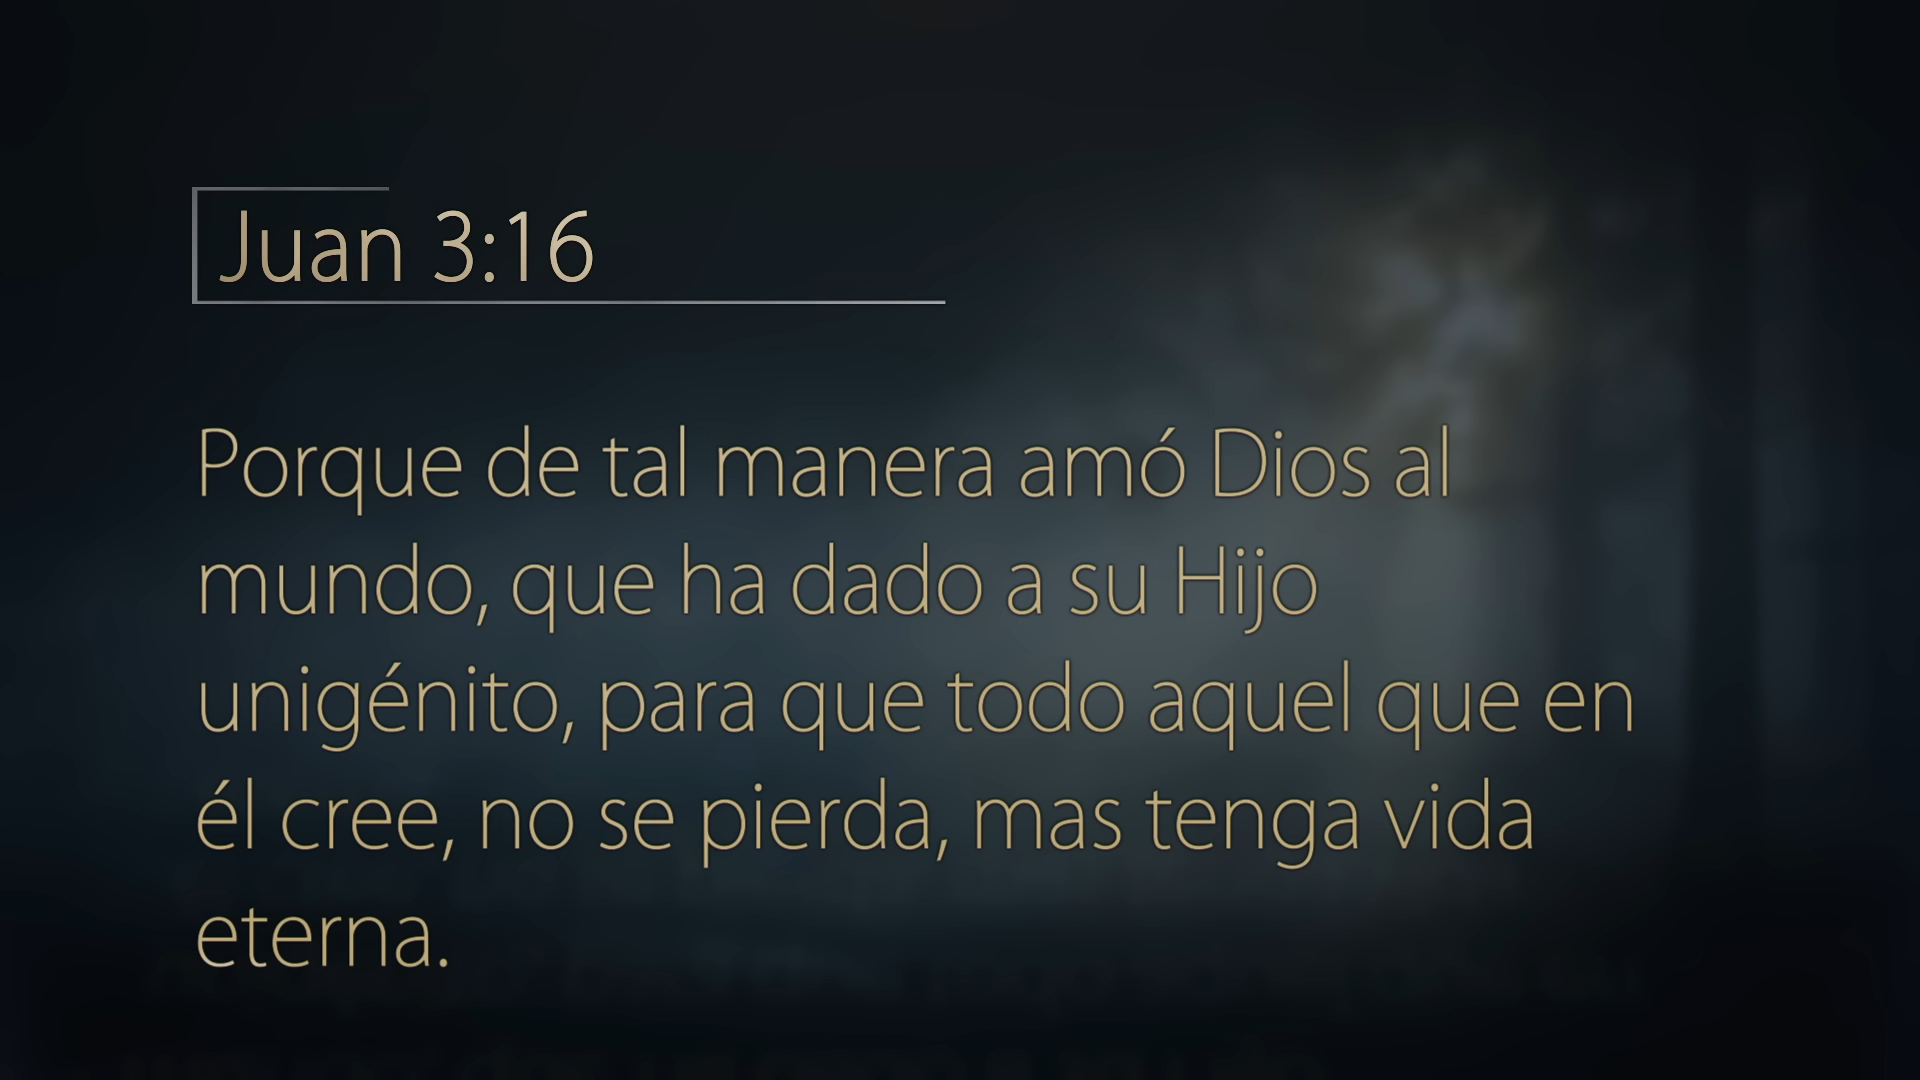 Juan 3:16
Porque de tal manera amó Dios al
mundo, que ha dado a su Hijo
unigénito, para que todo aquel que en
él cree, no se pierda, mas tenga vida
eterna.